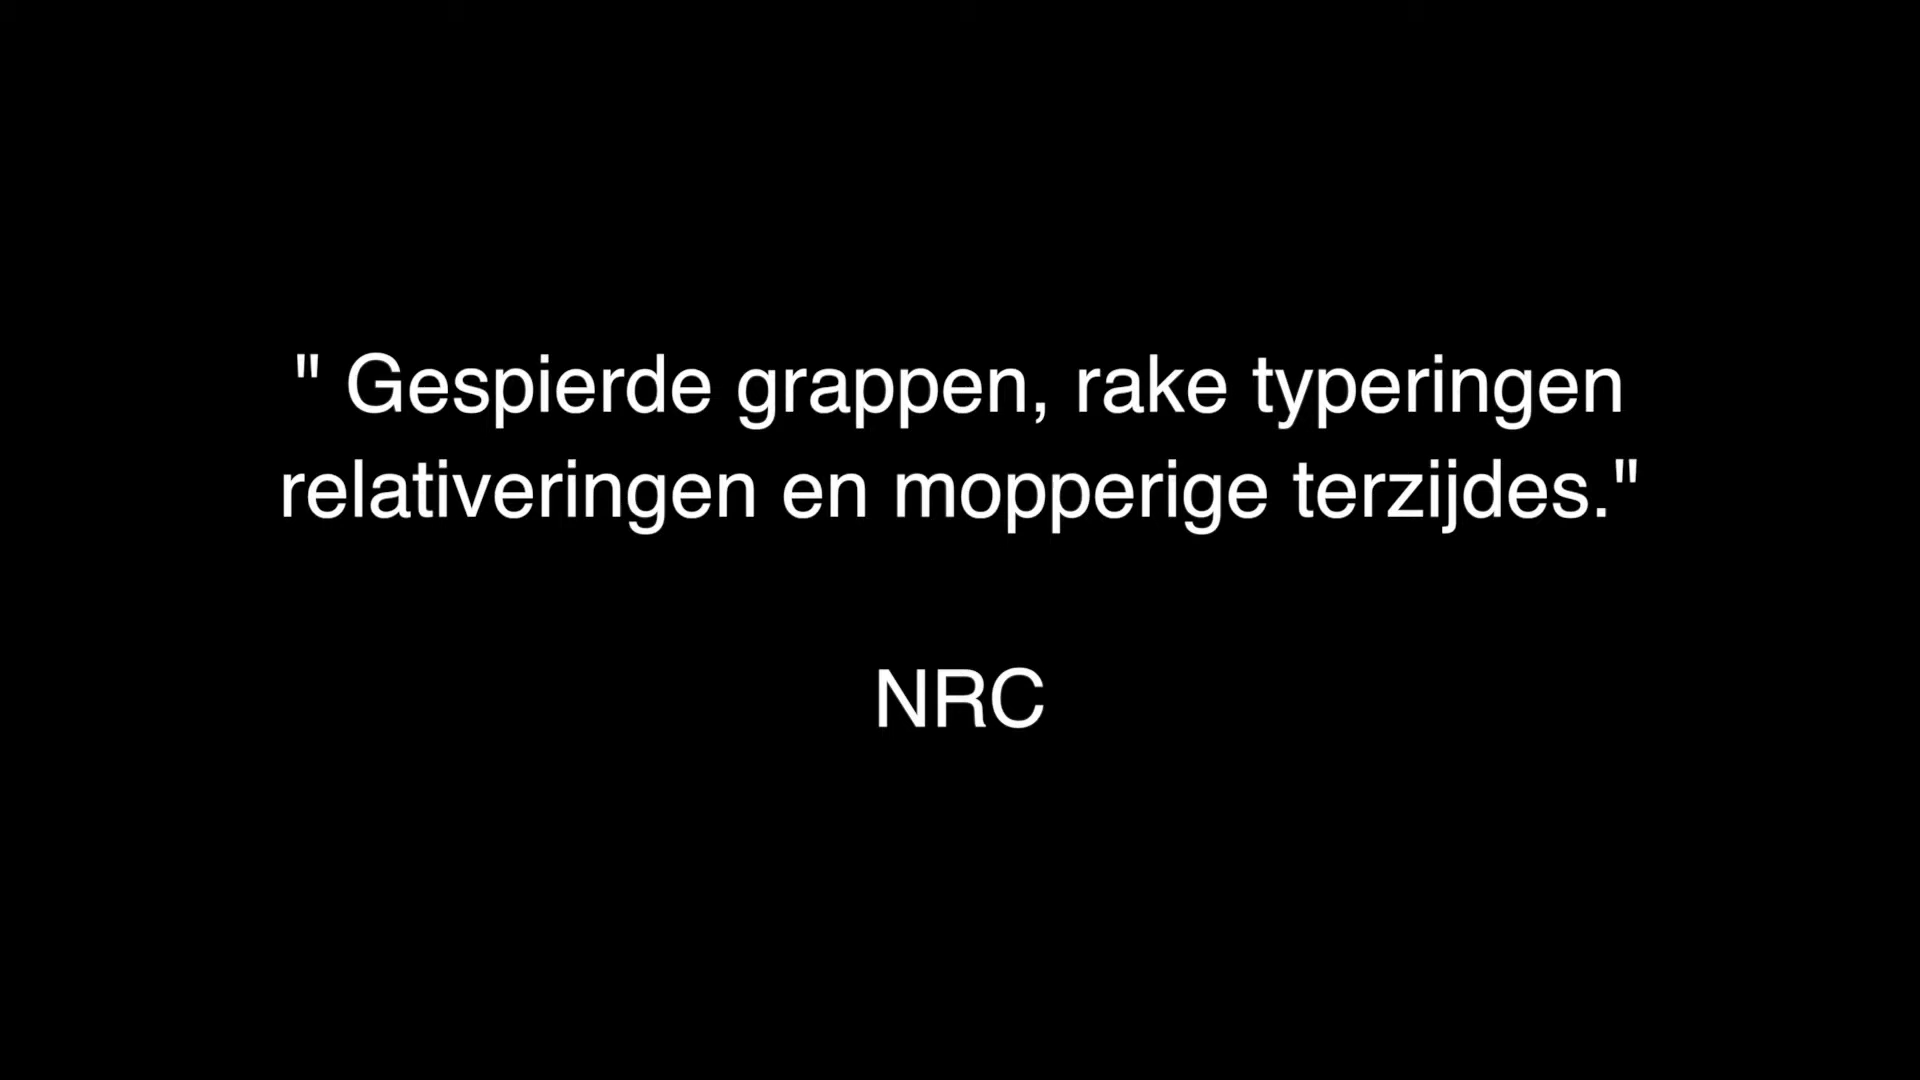 " Gespierde grappen, rake typeringen
relativeringen en mopperige terzijdes."
NRC